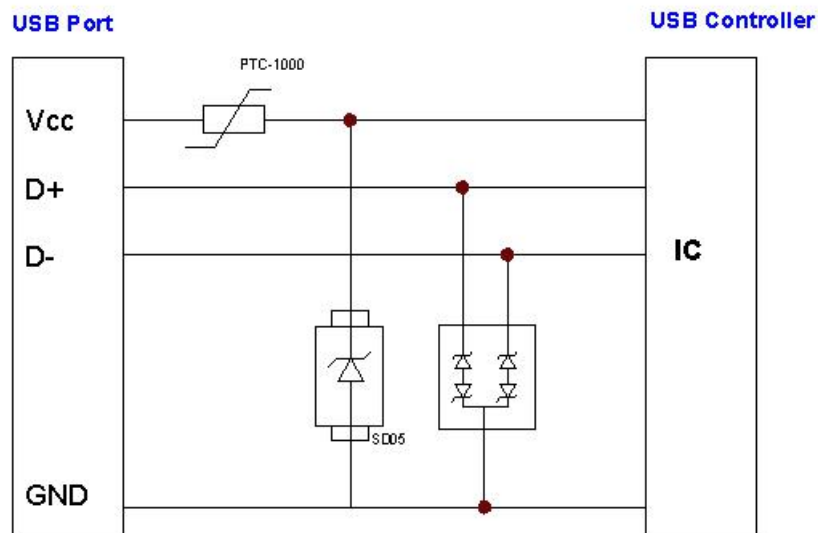 USB Port
USB Controller
PTC-1000
Vcc
D+
D-
IC
SD05
GND